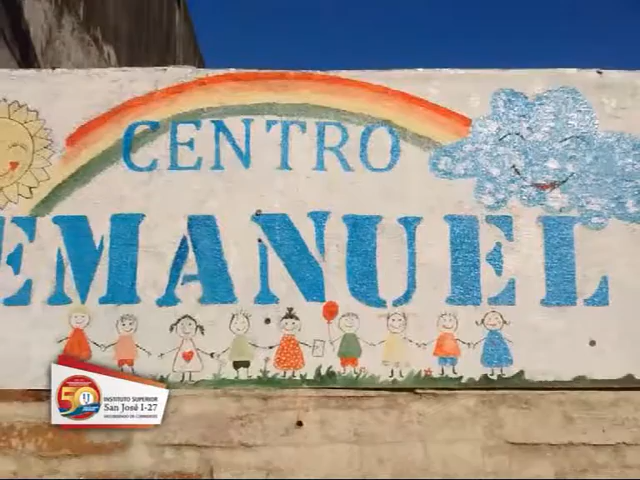 CENTRO
EMANUEL
50
INSTITUTO SUPERIOR
San José I-27